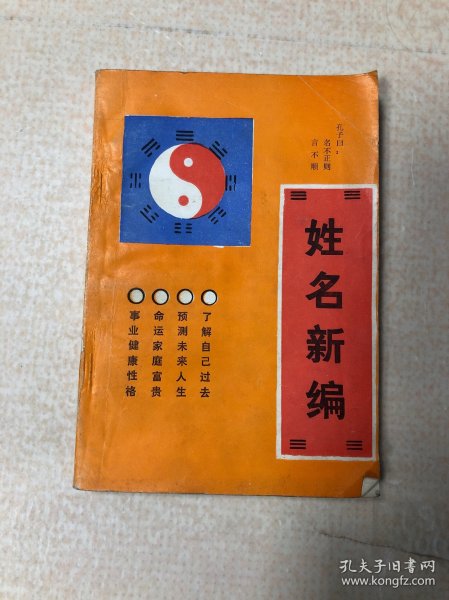 孔子曰：
名不正则
言不顺
姓名新编
了解自己过去
预测未来人生
命运家庭富贵
事业健康性格
孔夫子旧书网
www.kongfz.com